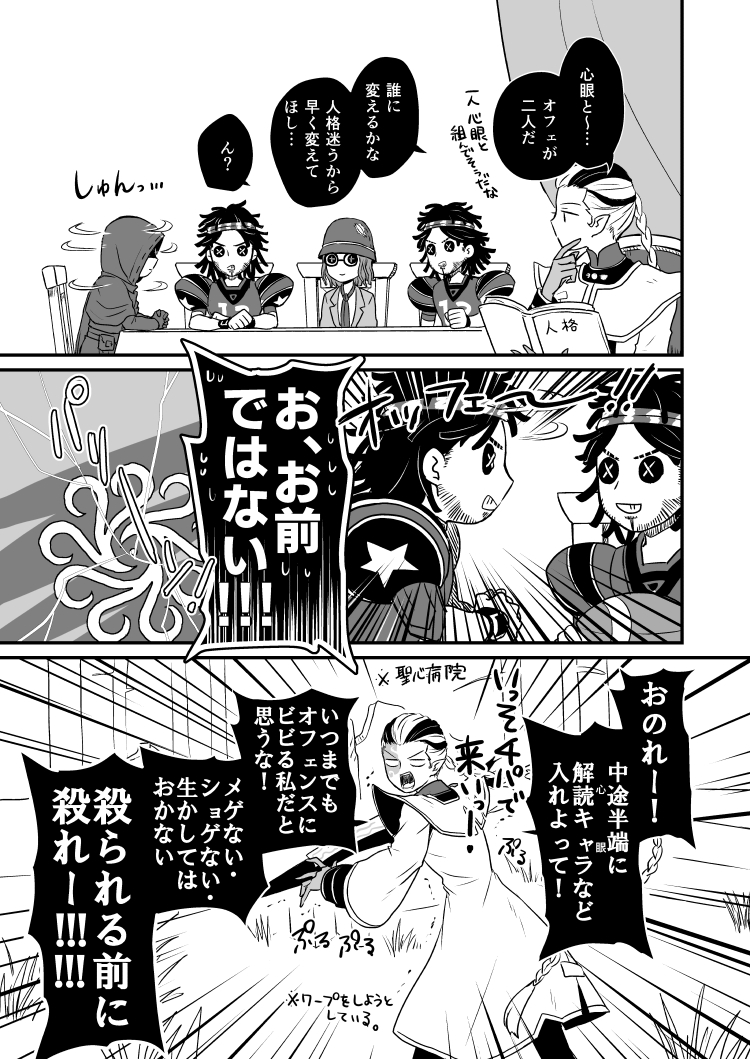 心眼と〜…
オフェが
二人だ
一人心眼と
組んでそうだな
誰に
変えるかな
人格迷うから
早く変えて
ほし…
ん?
しゅんっ…
人格
オッフェ〜!!
お、お前
ではない!!!
パリーン!
おのれー!
中途半端に
解読キャラなど
心眼
入れよって!
いっそ4パで
来いっー!
※聖心病院
いつまでも
オフェンスに
ビビる私だと
思うな!
メゲない・
ショゲない・
生かしては
おかない
殺られる前に
殺れー!!!!!
ぷる
ぷる
ぷる
※ワープをしようと
している。